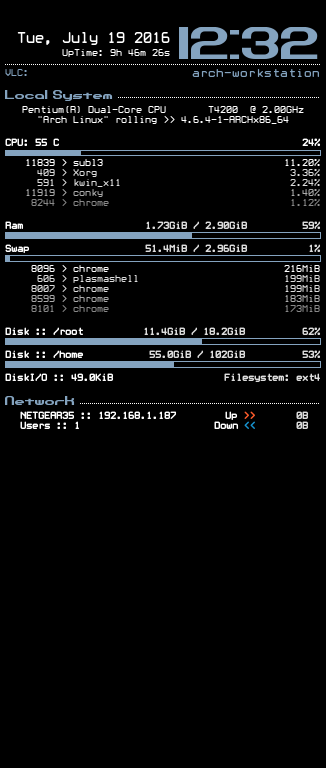 Tue, July 19 2016 12:32
UpTime: 9h 46m 26s
VLC: arch-workstation
Local System
Pentium(R) Dual-Core CPU T4200 @ 2.00GHz
"Arch Linux" rolling >> 4.6.4-1-ARCHx86_64
CPU: 55 C 24%
11839 > subl3 11.20%
409 > Xorg 3.36%
591 > kwin_x11 2.24%
11919 > conky 1.40%
8244 > chrome 1.12%
Ram 1.73GiB / 2.90GiB 59%
Swap 51.4MiB / 2.96GiB 1%
8096 > chrome 216MiB
606 > plasmashell 199MiB
8007 > chrome 199MiB
8599 > chrome 183MiB
8101 > chrome 173MiB
Disk :: /root 11.4GiB / 18.2GiB 62%
Disk :: /home 55.0GiB / 102GiB 53%
DiskI/O :: 49.0KiB Filesystem: ext4
Network
NETGEAR35 :: 192.168.1.187 Up >> 0B
Users :: 1 Down << 0B